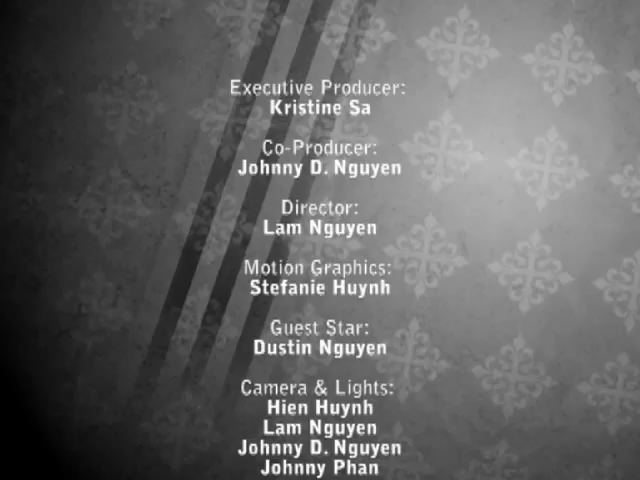 Executive Producer:
Kristine Sa
Co-Producer:
Johnny D. Nguyen
Director:
Lam Nguyen
Motion Graphics:
Stefanie Huynh
Guest Star:
Dustin Nguyen
Camera & Lights:
Hien Huynh
Lam Nguyen
Johnny D. Nguyen
Johnny Phan